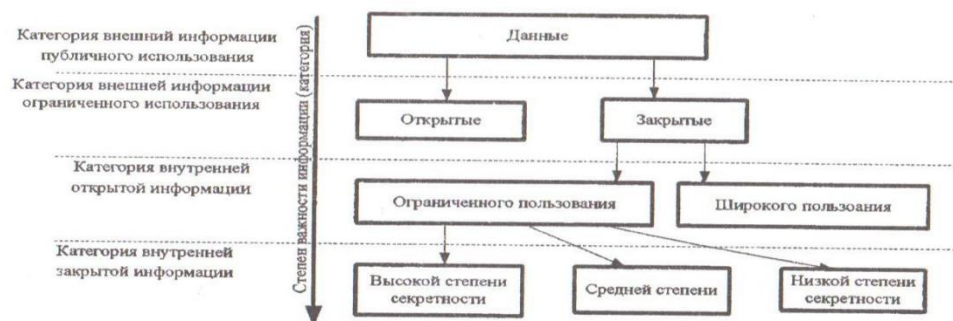 Категория внешний информации
публичного использования
Данные
Категория внешней информации
ограниченного использования
Открытые
Закрытые
Степен важности информации (категория)
Категория внутренней
открытой информации
Ограниченного пользования
Широкого пользоания
Категория внутренней
закрытой информации
Высокой степени
секретности
Средней степени
Низкой степени
секретности